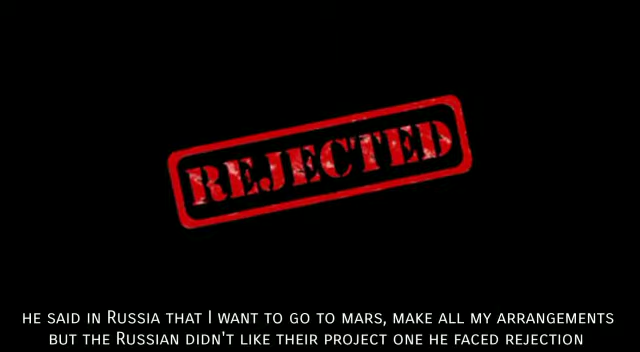 REJECTED
HE SAID IN RUSSIA THAT I WANT TO GO TO MARS, MAKE ALL MY ARRANGEMENTS
BUT THE RUSSIAN DIDN'T LIKE THEIR PROJECT ONE HE FACED REJECTION